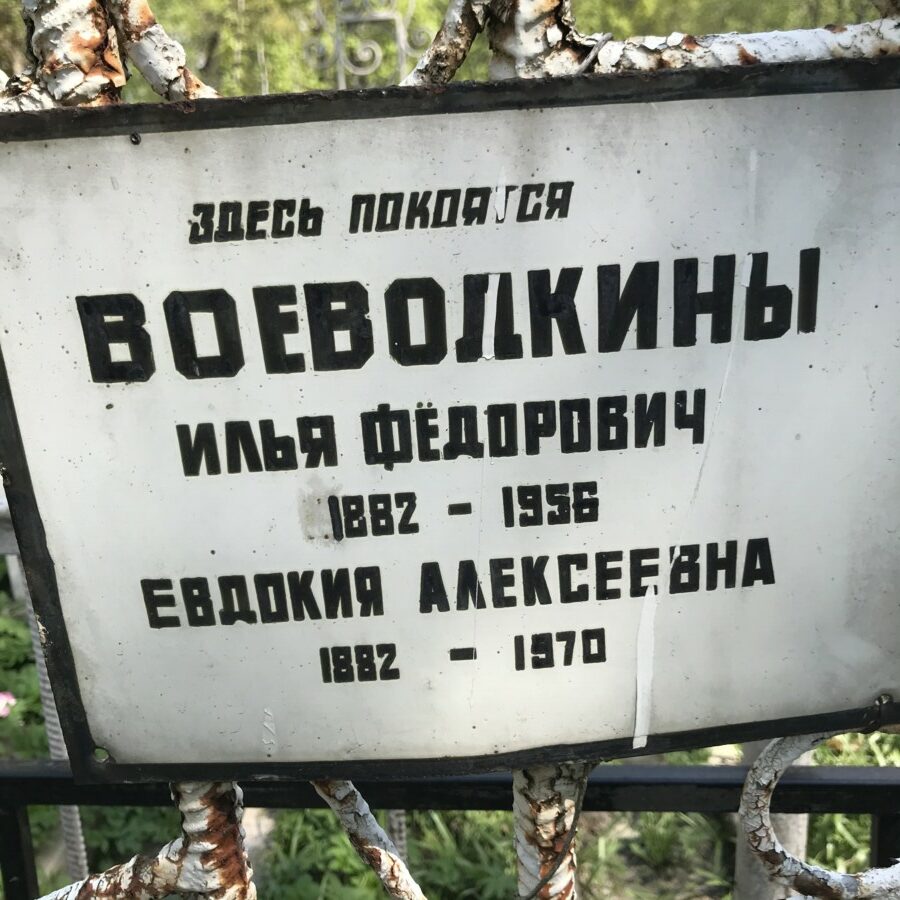 ЗДЕСЬ ПОКОЯТСЯ
ВОЕВОДКИНЫ
ИЛЬЯ ФЁДОРОВИЧ
1882 - 1956
ЕВДОКИЯ АЛЕКСЕЕВНА
1882 - 1970